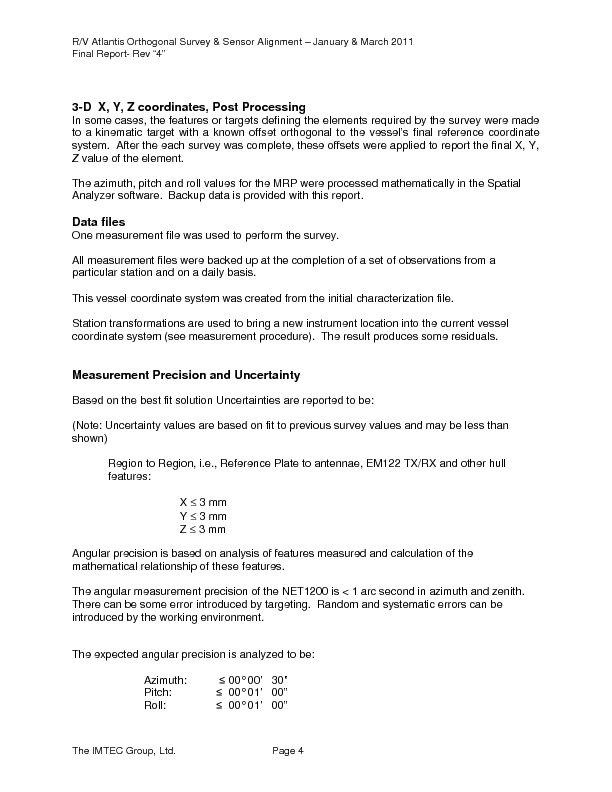 R/V Atlantis Orthogonal Survey & Sensor Alignment – January & March 2011
Final Report- Rev "4"
3-D X, Y, Z coordinates, Post Processing
In some cases, the features or targets defining the elements required by the survey were made
to a kinematic target with a known offset orthogonal to the vessel's final reference coordinate
system. After the each survey was complete, these offsets were applied to report the final X, Y,
Z value of the element.
The azimuth, pitch and roll values for the MRP were processed mathematically in the Spatial
Analyzer software. Backup data is provided with this report.
Data files
One measurement file was used to perform the survey.
All measurement files were backed up at the completion of a set of observations from a
particular station and on a daily basis.
This vessel coordinate system was created from the initial characterization file.
Station transformations are used to bring a new instrument location into the current vessel
coordinate system (see measurement procedure). The result produces some residuals.
Measurement Precision and Uncertainty
Based on the best fit solution Uncertainties are reported to be:
(Note: Uncertainty values are based on fit to previous survey values and may be less than
shown)
Region to Region, i.e., Reference Plate to antennae, EM122 TX/RX and other hull
features:
X ≤ 3 mm
Y ≤ 3 mm
Z ≤ 3 mm
Angular precision is based on analysis of features measured and calculation of the
mathematical relationship of these features.
The angular measurement precision of the NET1200 is < 1 arc second in azimuth and zenith.
There can be some error introduced by targeting. Random and systematic errors can be
introduced by the working environment.
The expected angular precision is analyzed to be:
Azimuth: ≤ 00°00' 30"
Pitch: ≤ 00°01' 00"
Roll: ≤ 00°01' 00"
The IMTEC Group, Ltd. Page 4